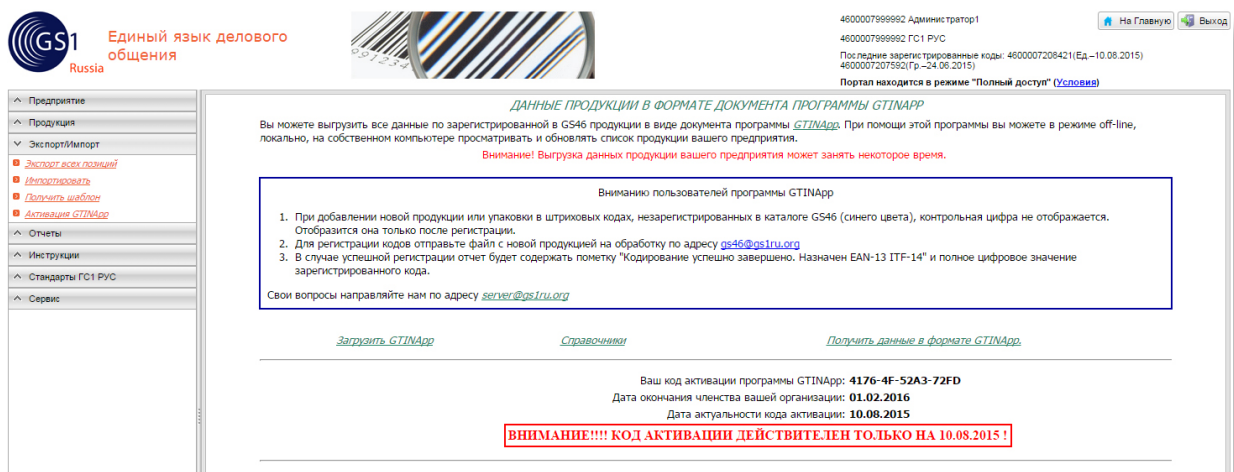 GS1
Russia
Единый язык делового
общения
991234
4600007999992 Администратор1
4600007999992 ГС1 РУС
Последние зарегистрированные коды: 4600007208421(Ед.–10.08.2015)
4600007207592(Гр.–24.06.2015)
Портал находится в режиме "Полный доступ" (Условия)
На Главную
Выход
Предприятие
Продукция
Экспорт/Импорт
Экспорт всех позиций
Импортировать
Получить шаблон
Активация GTINApp
Отчеты
Инструкции
Стандарты ГС1 РУС
Сервис
ДАННЫЕ ПРОДУКЦИИ В ФОРМАТЕ ДОКУМЕНТА ПРОГРАММЫ GTINAPP
Вы можете выгрузить все данные по зарегистрированной в GS46 продукции в виде документа программы GTINApp. При помощи этой программы вы можете в режиме off-line,
локально, на собственном компьютере просматривать и обновлять список продукции вашего предприятия.
Внимание! Выгрузка данных продукции вашего предприятия может занять некоторое время.
Вниманию пользователей программы GTINApp
1. При добавлении новой продукции или упаковки в штриховых кодах, незарегистрированных в каталоге GS46 (синего цвета), контрольная цифра не отображается.
Отобразится она только после регистрации.
2. Для регистрации кодов отправьте файл с новой продукцией на обработку по адресу gs46@gs1ru.org
3. В случае успешной регистрации отчет будет содержать пометку "Кодирование успешно завершено. Назначен EAN-13 ITF-14" и полное цифровое значение
зарегистрированного кода.
Свои вопросы направляйте нам по адресу server@gs1ru.org
Загрузить GTINApp
Справочники
Получить данные в формате GTINApp.
Ваш код активации программы GTINApp: 4176-4F-52A3-72FD
Дата окончания членства вашей организации: 01.02.2016
Дата актуальности кода активации: 10.08.2015
ВНИМАНИЕ!!!! КОД АКТИВАЦИИ ДЕЙСТВИТЕЛЕН ТОЛЬКО НА 10.08.2015 !